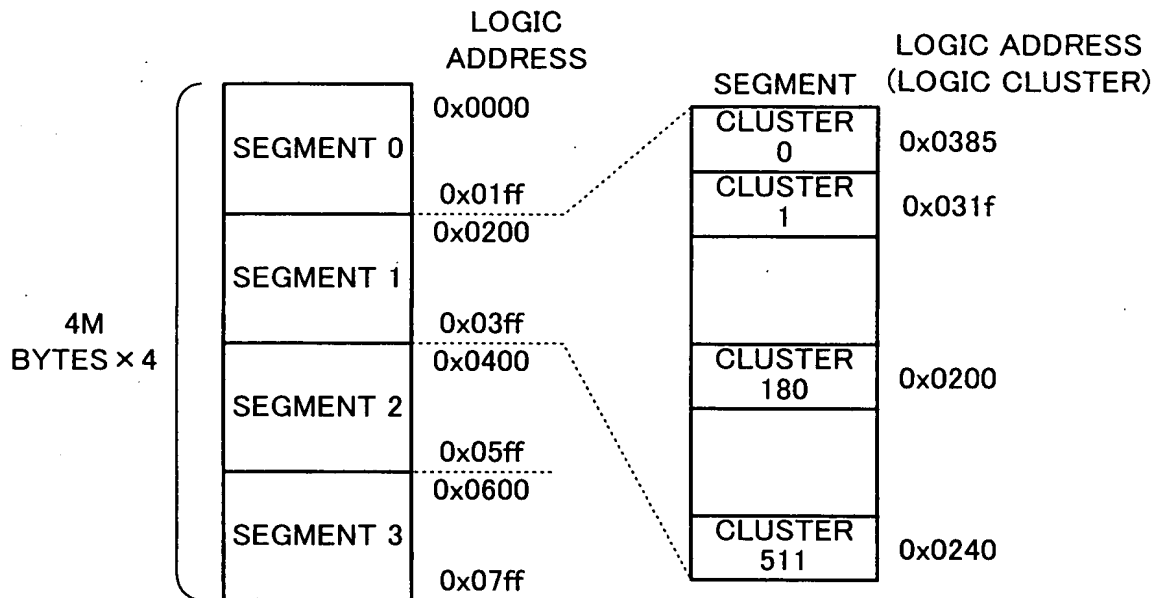 LOGIC
ADDRESS
4M
BYTES×4
SEGMENT 0
0x0000
0x01ff
SEGMENT 1
0x0200
0x03ff
SEGMENT 2
0x0400
0x05ff
SEGMENT 3
0x0600
0x07ff
SEGMENT
LOGIC ADDRESS
(LOGIC CLUSTER)
CLUSTER
0
0x0385
CLUSTER
1
0x031f
CLUSTER
180
0x0200
CLUSTER
511
0x0240